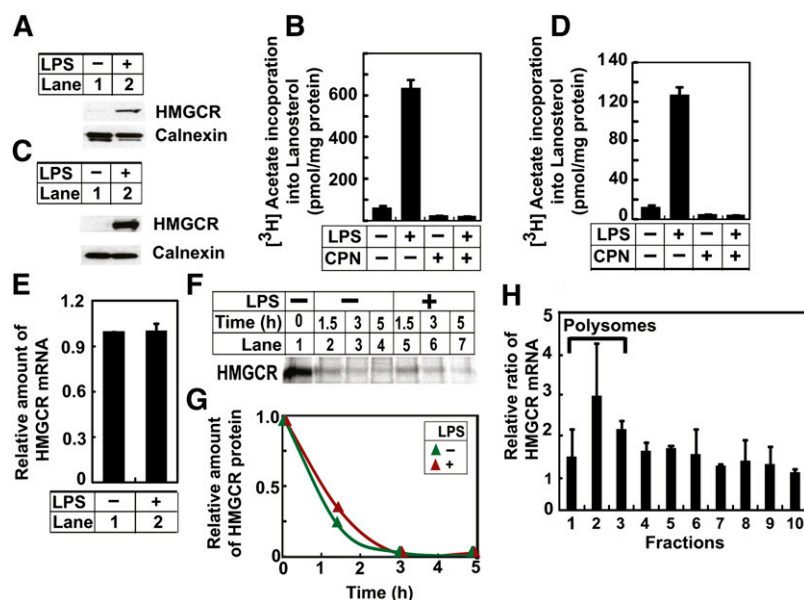 A
LPS − +
Lane 1 2
HMGCR
Calnexin
B
[³H] Acetate incoporation
into Lanosterol
(pmol/mg protein)
600
400
200
0
LPS − + − +
CPN − − + +
C
LPS − +
Lane 1 2
HMGCR
Calnexin
D
[³H] Acetate incoporation
into Lanosterol
(pmol/mg protein)
160
120
80
40
0
LPS − + − +
CPN − − + +
E
Relative amount of
HMGCR mRNA
1.2
0.9
0.6
0.3
0
LPS − +
Lane 1 2
F
LPS − − +
Time (h) 0 1.5 3 5 1.5 3 5
Lane 1 2 3 4 5 6 7
HMGCR
G
Relative amount
of HMGCR protein
1.0
0.5
0
0 1 2 3 4 5
Time (h)
LPS
−
+
H
Relative ratio of
HMGCR mRNA
5
4
3
2
1
0
Polysomes
1 2 3 4 5 6 7 8 9 10
Fractions